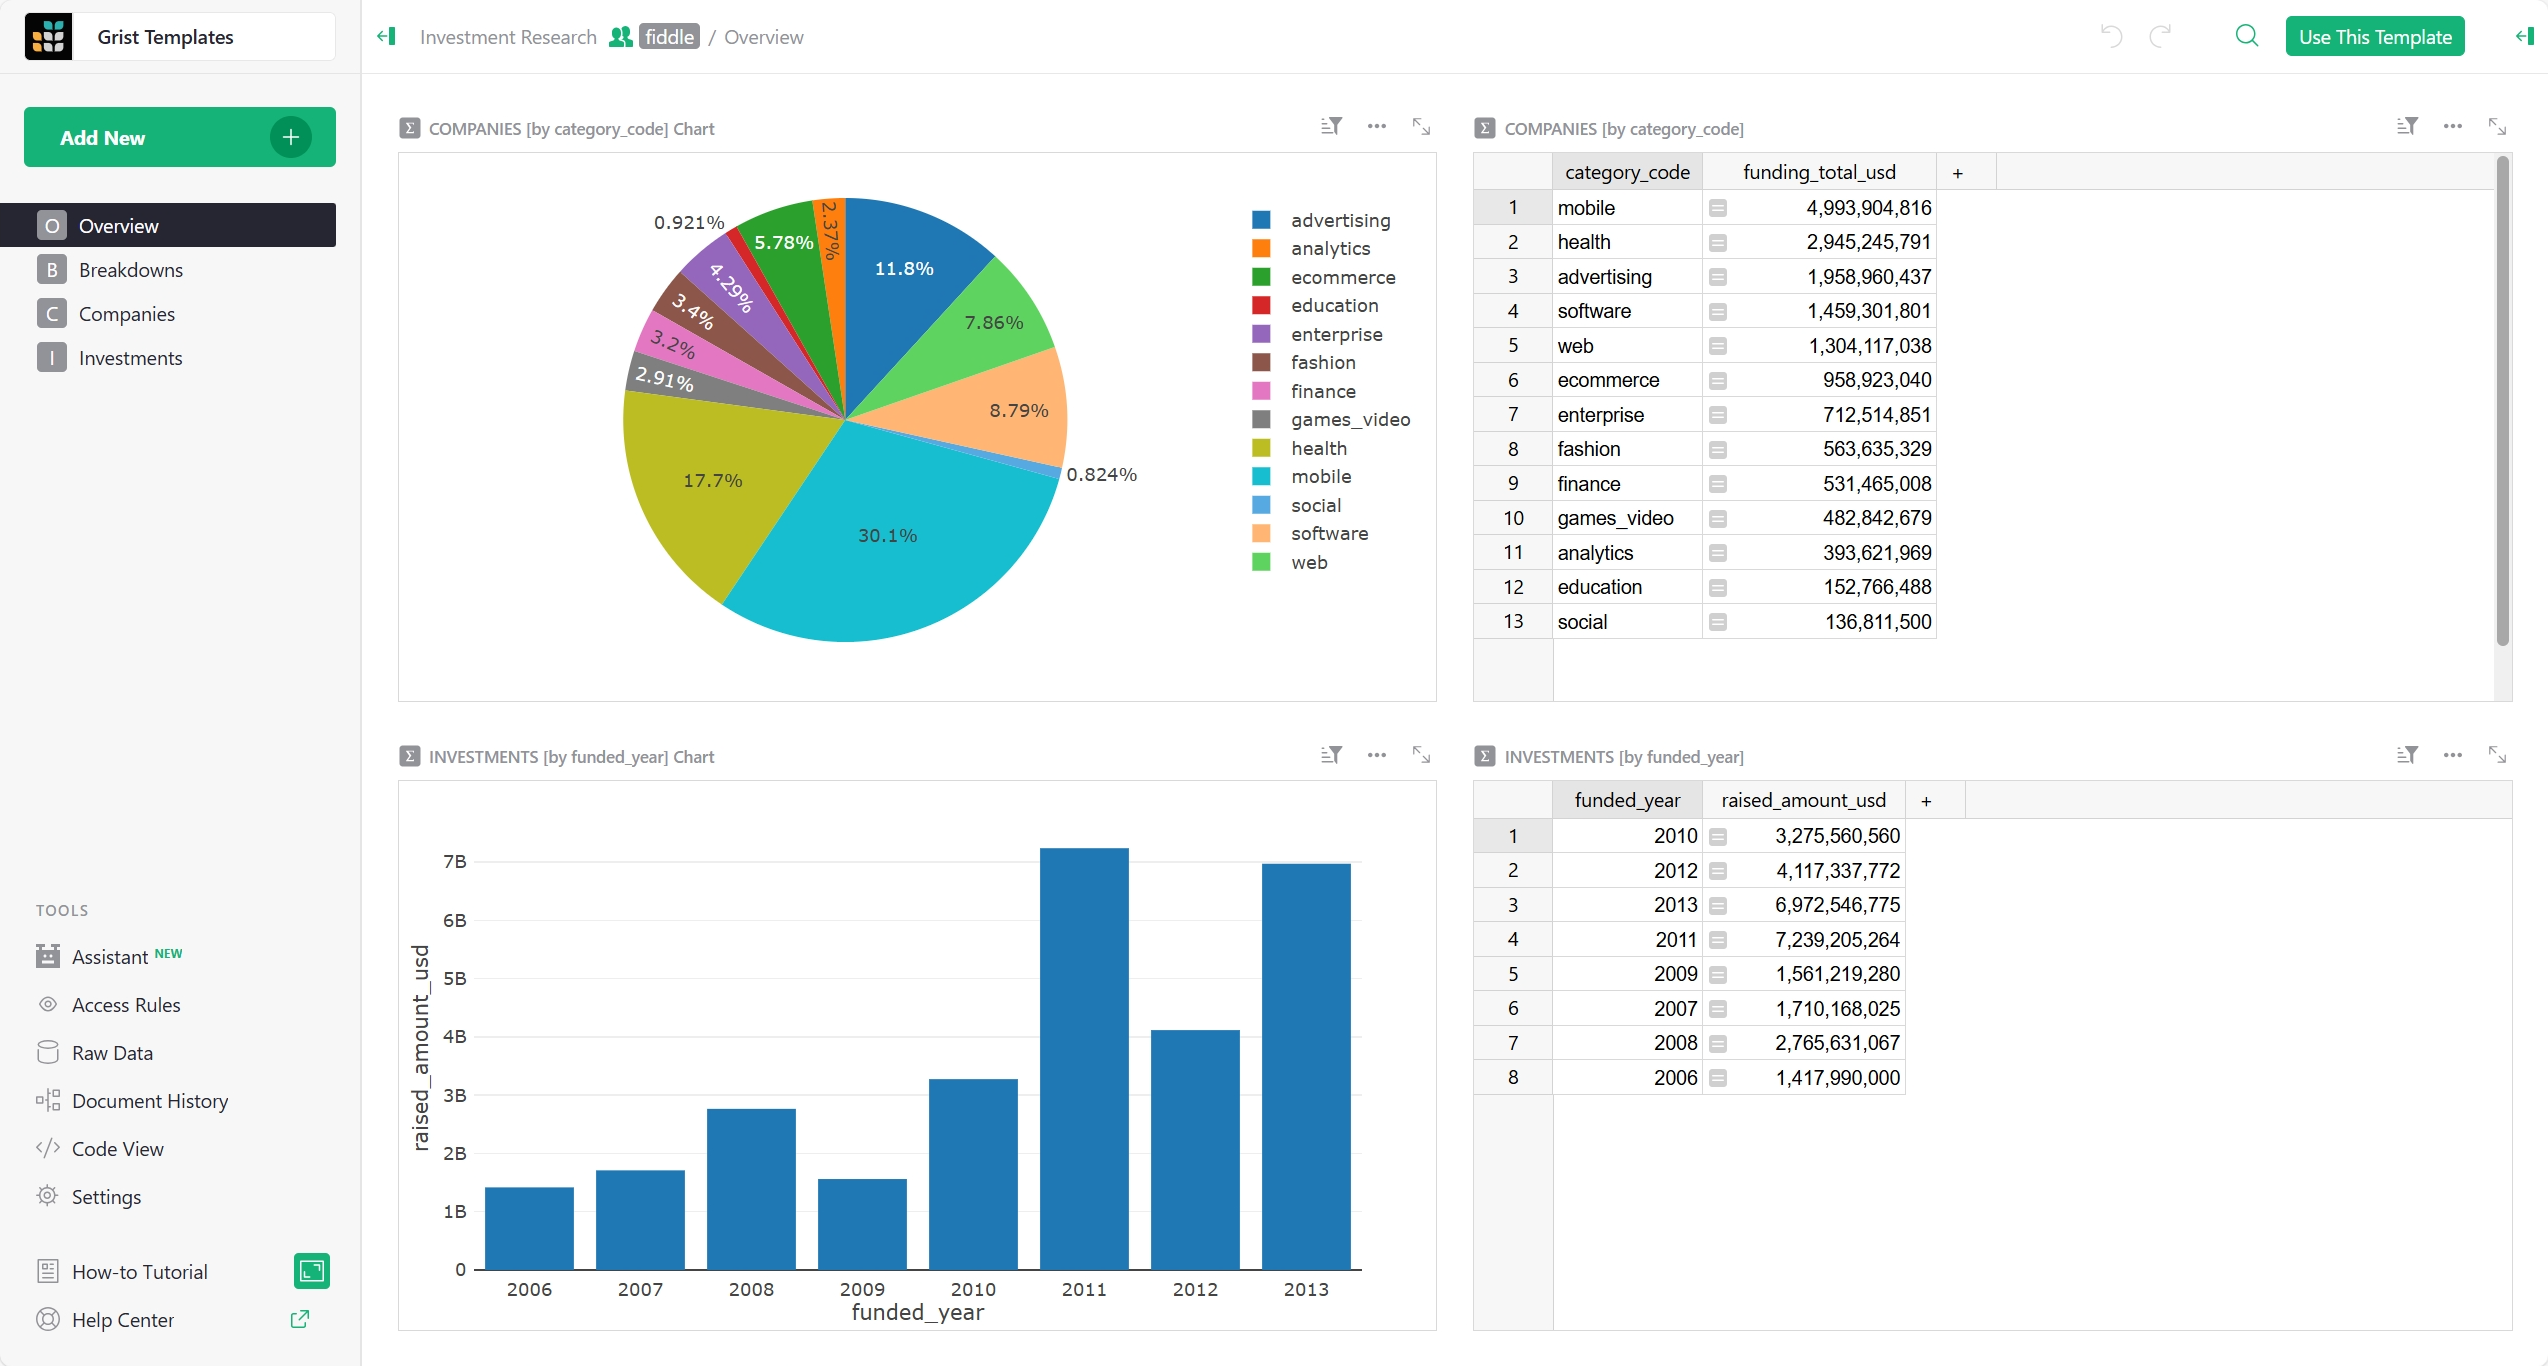 Grist Templates
Investment Research fiddle / Overview
Use This Template
Add New +
O Overview
B Breakdowns
C Companies
I Investments
TOOLS
Assistant NEW
Access Rules
Raw Data
Document History
Code View
Settings
How-to Tutorial
Help Center
Σ COMPANIES [by category_code] Chart
0.921%
5.78%
2.37%
11.8%
4.29%
7.86%
3.4%
3.2%
2.91%
8.79%
0.824%
17.7%
30.1%
advertising
analytics
ecommerce
education
enterprise
fashion
finance
games_video
health
mobile
social
software
web
Σ COMPANIES [by category_code]
category_code funding_total_usd +
1 mobile = 4,993,904,816
2 health = 2,945,245,791
3 advertising = 1,958,960,437
4 software = 1,459,301,801
5 web = 1,304,117,038
6 ecommerce = 958,923,040
7 enterprise = 712,514,851
8 fashion = 563,635,329
9 finance = 531,465,008
10 games_video = 482,842,679
11 analytics = 393,621,969
12 education = 152,766,488
13 social = 136,811,500
Σ INVESTMENTS [by funded_year] Chart
raised_amount_usd
7B
6B
5B
4B
3B
2B
1B
0
2006 2007 2008 2009 2010 2011 2012 2013
funded_year
Σ INVESTMENTS [by funded_year]
funded_year raised_amount_usd +
1 2010 = 3,275,560,560
2 2012 = 4,117,337,772
3 2013 = 6,972,546,775
4 2011 = 7,239,205,264
5 2009 = 1,561,219,280
6 2007 = 1,710,168,025
7 2008 = 2,765,631,067
8 2006 = 1,417,990,000